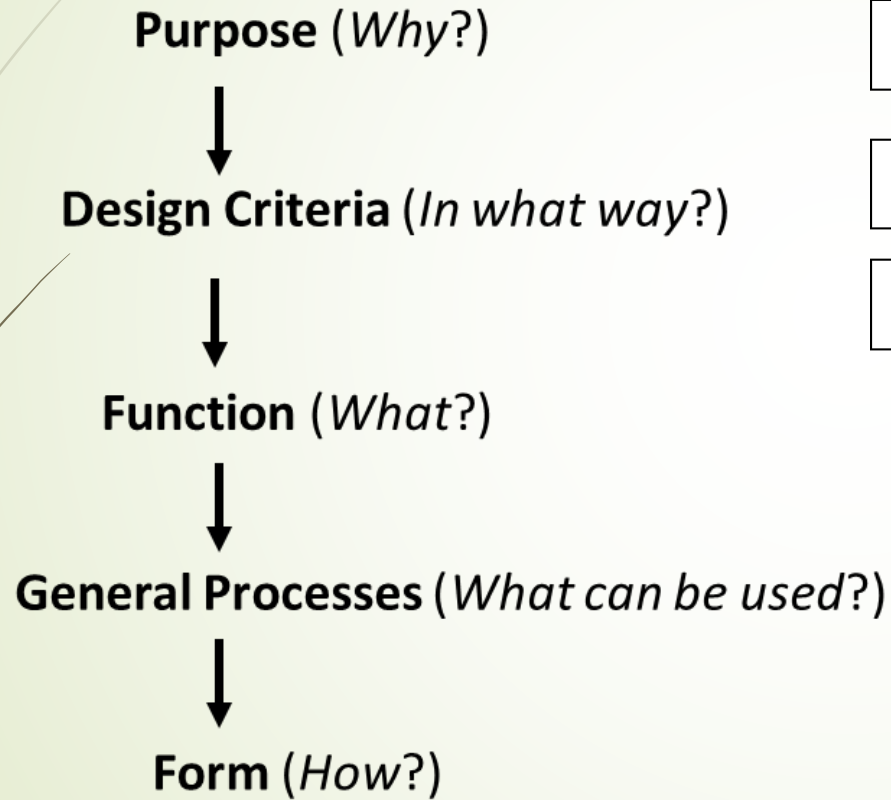 Purpose (Why?)
Design Criteria (In what way?)
Function (What?)
General Processes (What can be used?)
Form (How?)